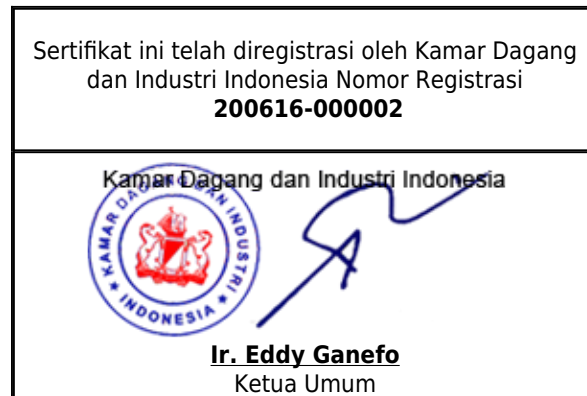 Sertifikat ini telah diregistrasi oleh Kamar Dagang
dan Industri Indonesia Nomor Registrasi
200616-000002
Kamar Dagang dan Industri Indonesia
KAMAR DAGANG DAN INDUSTRI
INDONESIA
Ir. Eddy Ganefo
Ketua Umum